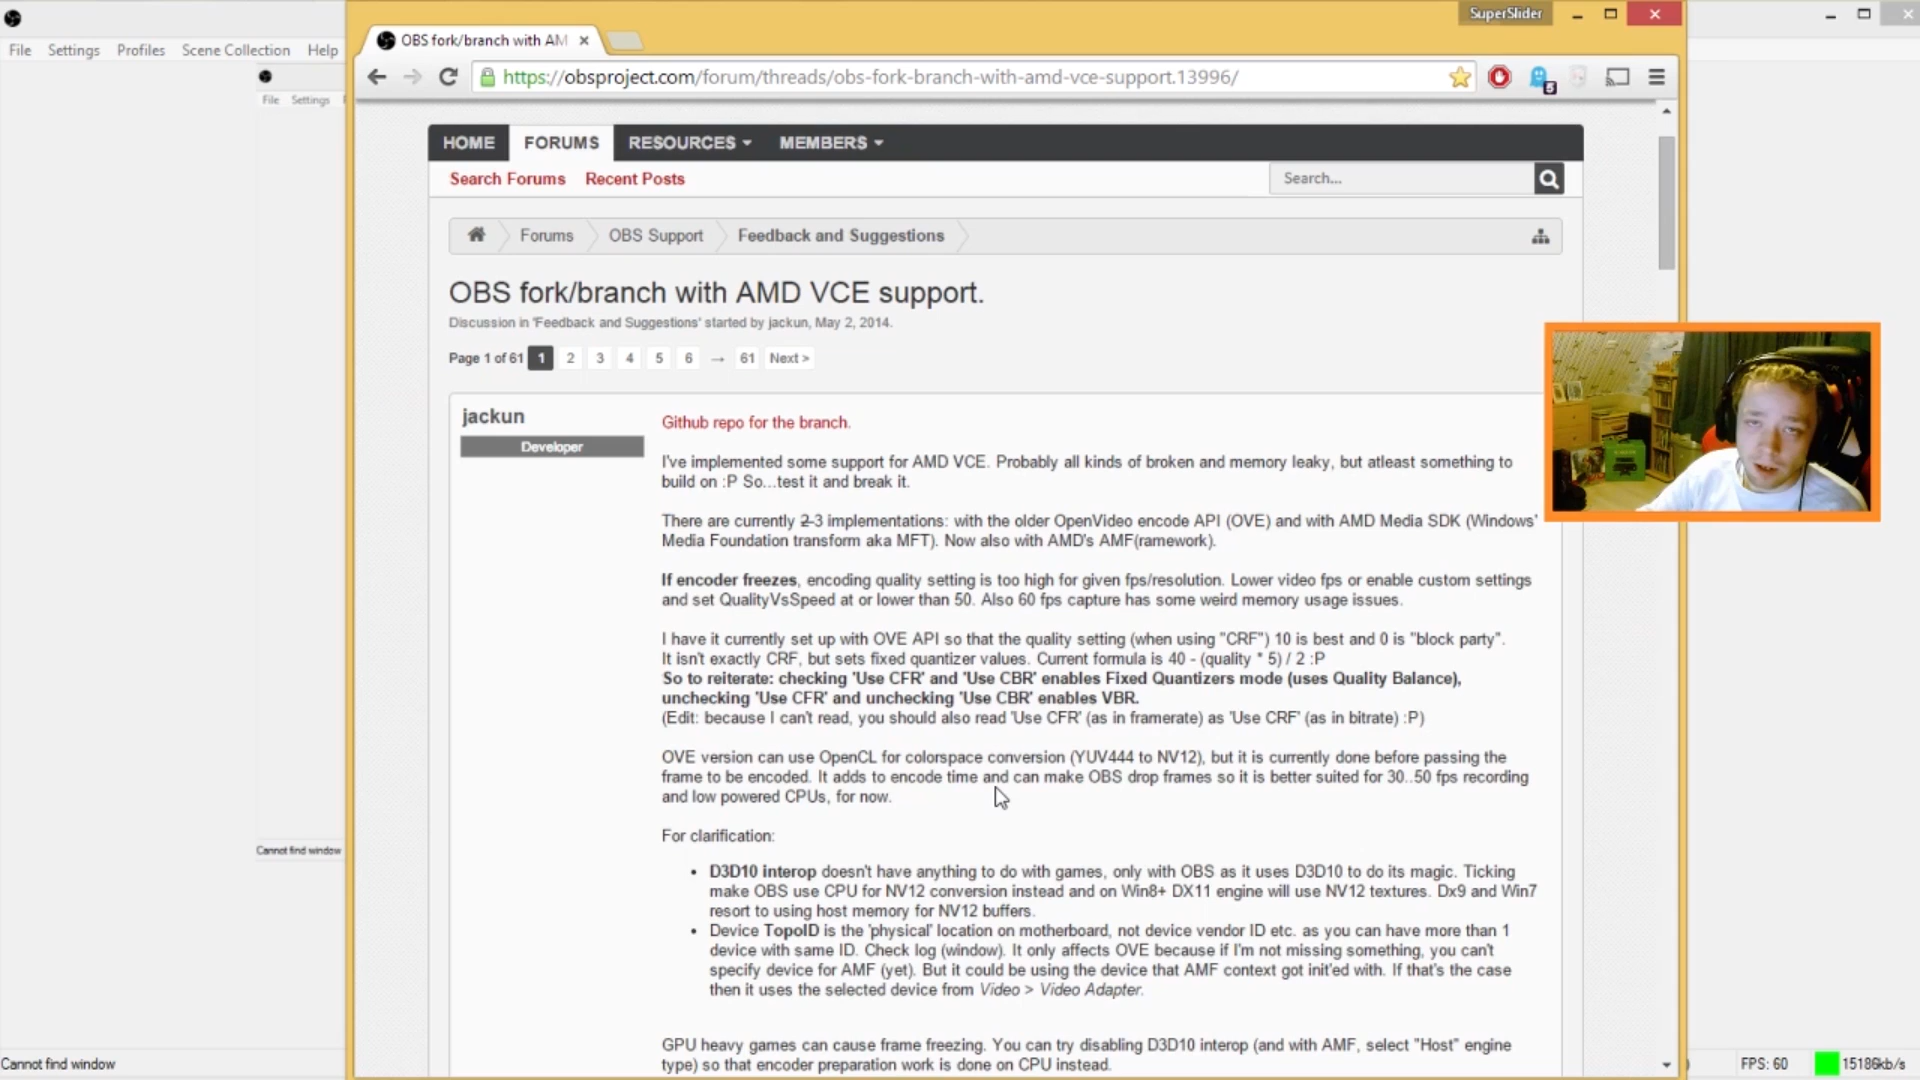 SuperSlider
OBS fork/branch with AM
File Settings Profiles Scene Collection Help
https://obsproject.com/forum/threads/obs-fork-branch-with-amd-vce-support.13996/
5
File Settings
HOME FORUMS RESOURCES MEMBERS
Search Forums Recent Posts
Search...
Forums OBS Support Feedback and Suggestions
OBS fork/branch with AMD VCE support.
Discussion in 'Feedback and Suggestions' started by jackun, May 2, 2014.
Page 1 of 61 1 2 3 4 5 6 → 61 Next >
jackun
Developer
Github repo for the branch.
I've implemented some support for AMD VCE. Probably all kinds of broken and memory leaky, but atleast something to
build on :P So...test it and break it.
There are currently 2 3 implementations: with the older OpenVideo encode API (OVE) and with AMD Media SDK (Windows'
Media Foundation transform aka MFT). Now also with AMD's AMF(ramework).
If encoder freezes, encoding quality setting is too high for given fps/resolution. Lower video fps or enable custom settings
and set QualityVsSpeed at or lower than 50. Also 60 fps capture has some weird memory usage issues.
I have it currently set up with OVE API so that the quality setting (when using "CRF") 10 is best and 0 is "block party".
It isn't exactly CRF, but sets fixed quantizer values. Current formula is 40 - (quality * 5) / 2 :P
So to reiterate: checking 'Use CFR' and 'Use CBR' enables Fixed Quantizers mode (uses Quality Balance),
unchecking 'Use CFR' and unchecking 'Use CBR' enables VBR.
(Edit: because I can't read, you should also read 'Use CFR' (as in framerate) as 'Use CRF' (as in bitrate) :P)
OVE version can use OpenCL for colorspace conversion (YUV444 to NV12), but it is currently done before passing the
frame to be encoded. It adds to encode time and can make OBS drop frames so it is better suited for 30..50 fps recording
and low powered CPUs, for now.
For clarification:
Cannot find window
• D3D10 interop doesn't have anything to do with games, only with OBS as it uses D3D10 to do its magic. Ticking
make OBS use CPU for NV12 conversion instead and on Win8+ DX11 engine will use NV12 textures. Dx9 and Win7
resort to using host memory for NV12 buffers.
• Device TopoID is the 'physical' location on motherboard, not device vendor ID etc. as you can have more than 1
device with same ID. Check log (window). It only affects OVE because if I'm not missing something, you can't
specify device for AMF (yet). But it could be using the device that AMF context got init'ed with. If that's the case
then it uses the selected device from Video > Video Adapter.
GPU heavy games can cause frame freezing. You can try disabling D3D10 interop (and with AMF, select "Host" engine
type) so that encoder preparation work is done on CPU instead.
Cannot find window
FPS: 60 15186kb/s